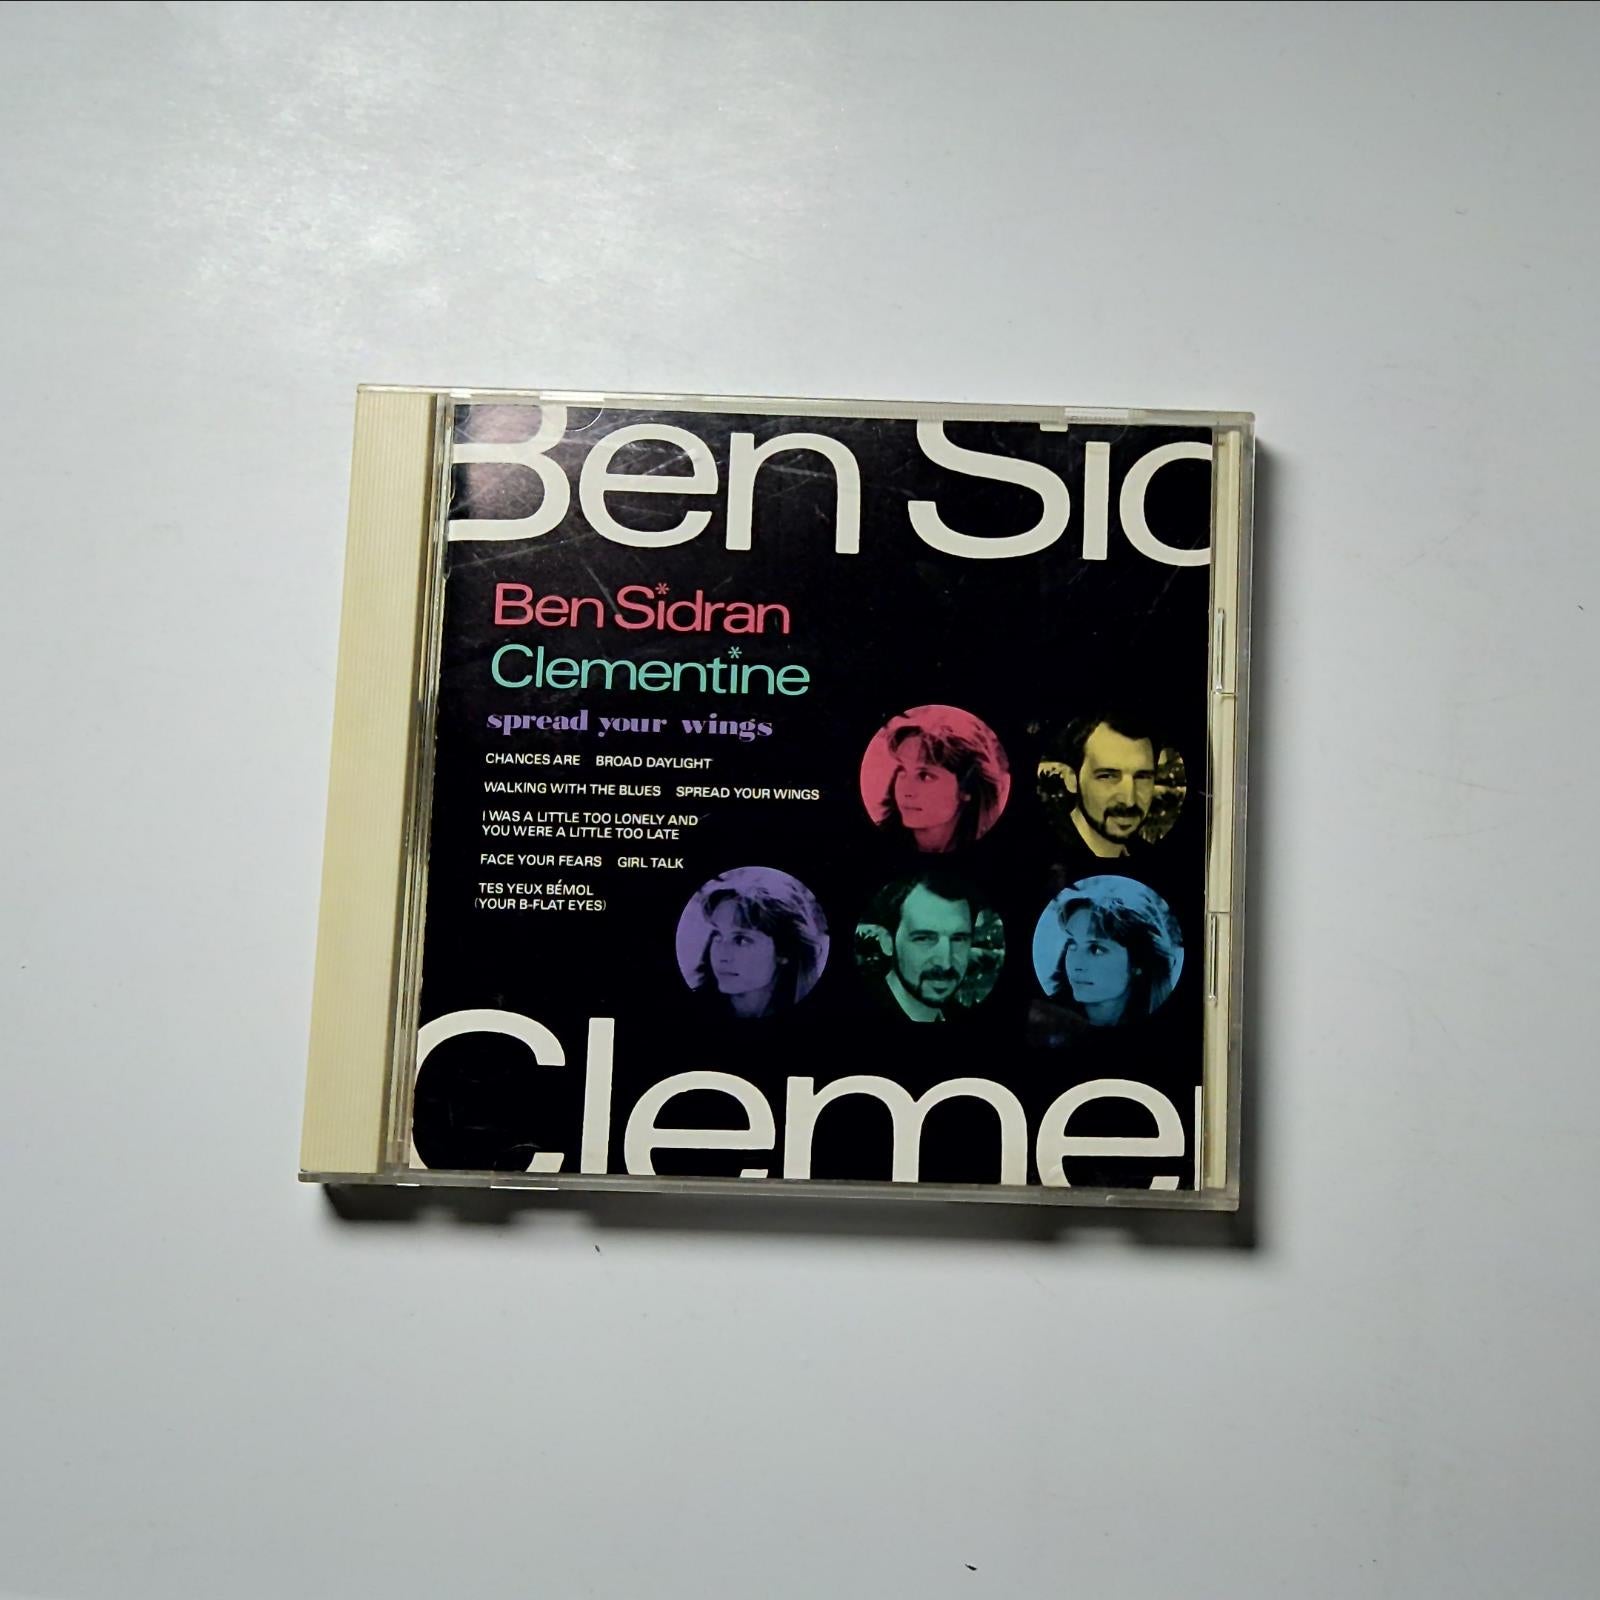 Ben Sid
Ben Sidran
Clementine
spread your wings
CHANCES ARE BROAD DAYLIGHT
WALKING WITH THE BLUES SPREAD YOUR WINGS
I WAS A LITTLE TOO LONELY AND
YOU WERE A LITTLE TOO LATE
FACE YOUR FEARS GIRL TALK
TES YEUX BÉMOL
(YOUR B-FLAT EYES)
Cleme